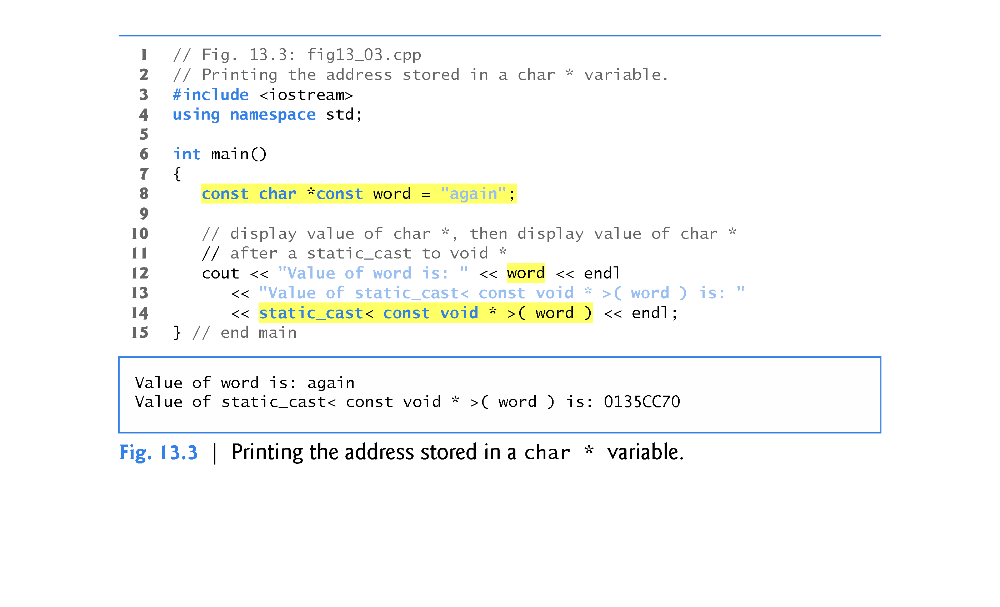 1 // Fig. 13.3: fig13_03.cpp
2 // Printing the address stored in a char * variable.
3 #include <iostream>
4 using namespace std;
5
6 int main()
7 {
8 const char *const word = "again";
9
10 // display value of char *, then display value of char *
11 // after a static_cast to void *
12 cout << "Value of word is: " << word << endl
13 << "Value of static_cast< const void * >( word ) is: "
14 << static_cast< const void * >( word ) << endl;
15 } // end main
Value of word is: again
Value of static_cast< const void * >( word ) is: 0135CC70
Fig. 13.3 | Printing the address stored in a char * variable.